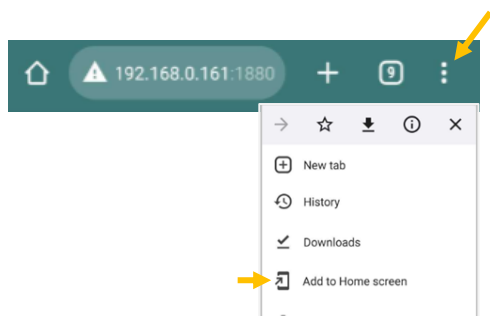 192.168.0.161:1880
9
New tab
History
Downloads
Add to Home screen